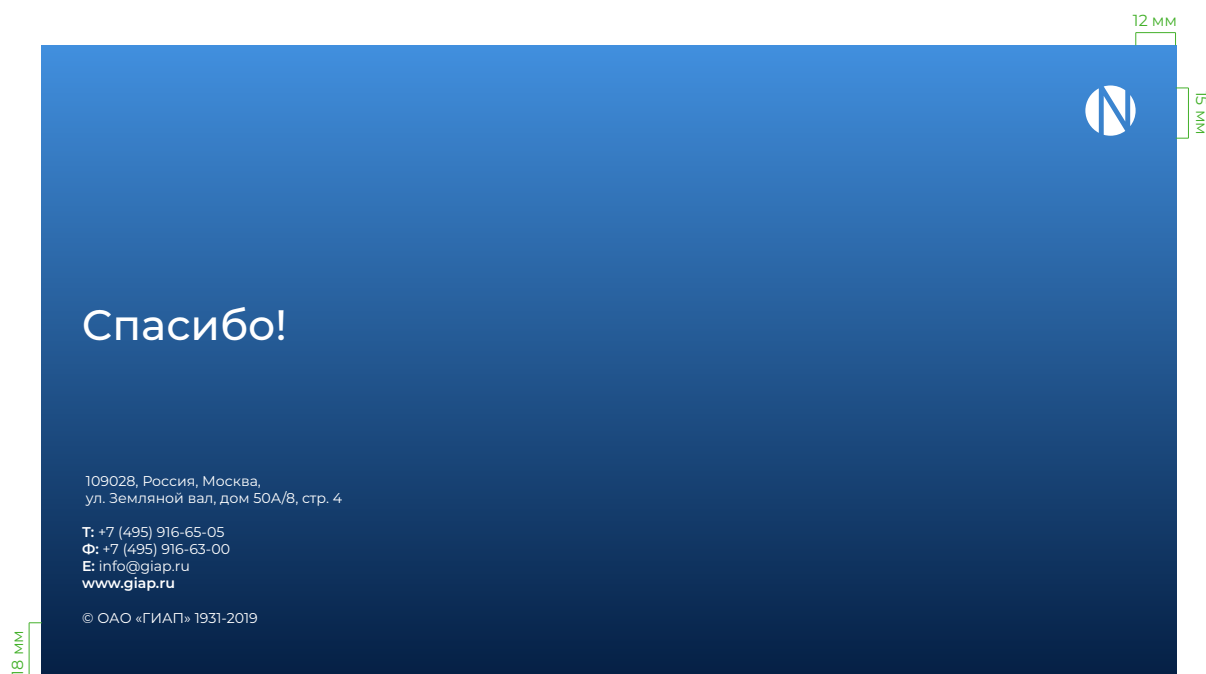 12 мм
15 мм
Спасибо!
109028, Россия, Москва,
ул. Земляной вал, дом 50А/8, стр. 4
Т: +7 (495) 916-65-05
Ф: +7 (495) 916-63-00
E: info@giap.ru
www.giap.ru
© ОАО «ГИАП» 1931-2019
18 мм